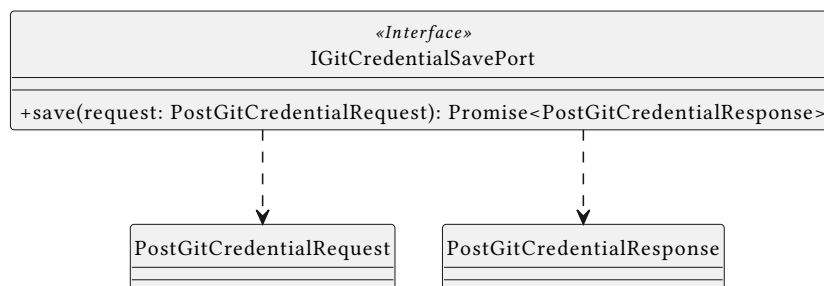 «Interface»
IGitCredentialSavePort
+save(request: PostGitCredentialRequest): Promise<PostGitCredentialResponse>
PostGitCredentialRequest
PostGitCredentialResponse